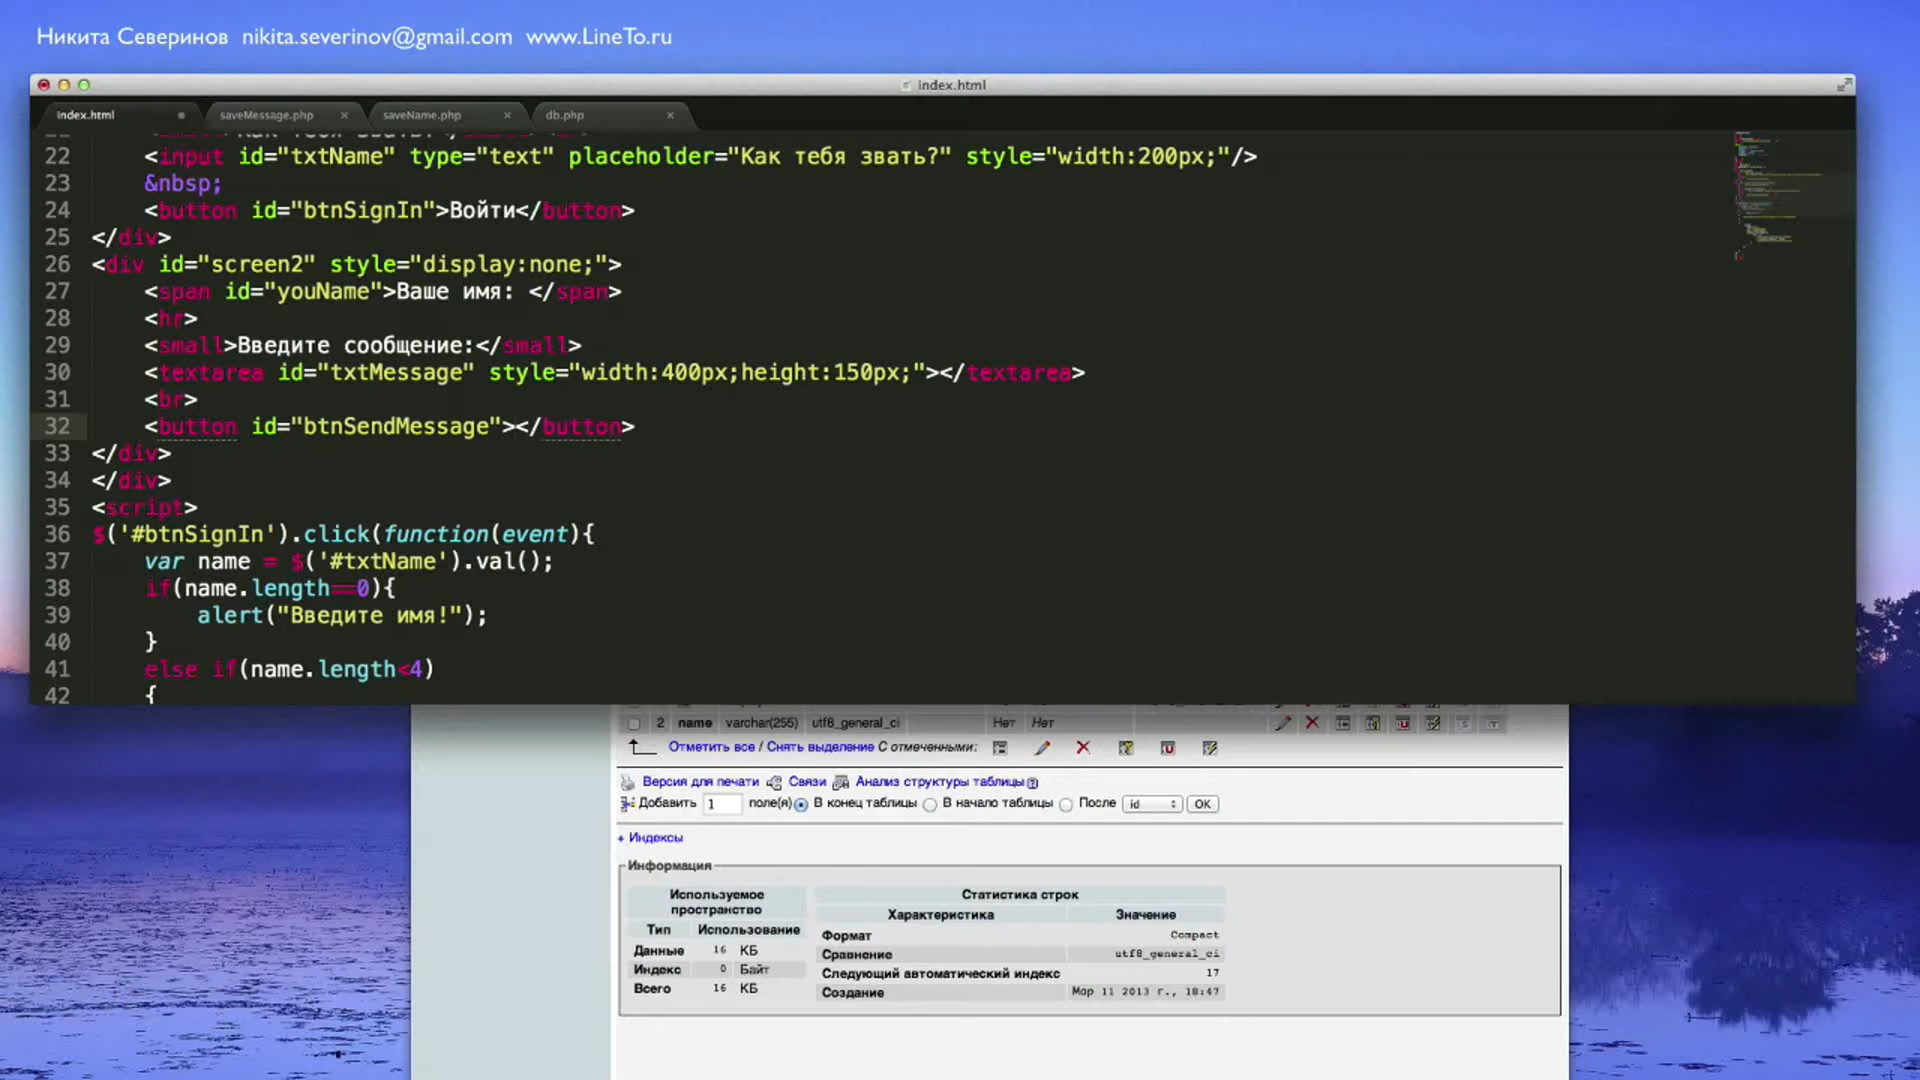 Никита Северинов  nikita.severinov@gmail.com  www.LineTo.ru
index.html
index.html saveMessage.php saveName.php db.php
22 <input id="txtName" type="text" placeholder="Как тебя звать?" style="width:200px;"/>
23 &nbsp;
24 <button id="btnSignIn">Войти</button>
25 </div>
26 <div id="screen2" style="display:none;">
27 <span id="youName">Ваше имя: </span>
28 <hr>
29 <small>Введите сообщение:</small>
30 <textarea id="txtMessage" style="width:400px;height:150px;"></textarea>
31 <br>
32 <button id="btnSendMessage"></button>
33 </div>
34 </div>
35 <script>
36 $('#btnSignIn').click(function(event){
37 var name = $('#txtName').val();
38 if(name.length==0){
39 alert("Введите имя!");
40 }
41 else if(name.length<4)
42 {
2 name varchar(255) utf8_general_ci Нет Нет
Отметить все / Снять выделение С отмеченными:
Версия для печати Связи Анализ структуры таблицы
Добавить 1 поле(я) В конец таблицы В начало таблицы После id OK
+ Индексы
Информация
Используемое пространство
Тип Использование
Данные 16 КБ
Индекс 0 Байт
Всего 16 КБ
Статистика строк
Характеристика Значение
Формат Compact
Сравнение utf8_general_ci
Следующий автоматический индекс 17
Создание Мар 11 2013 г., 18:47